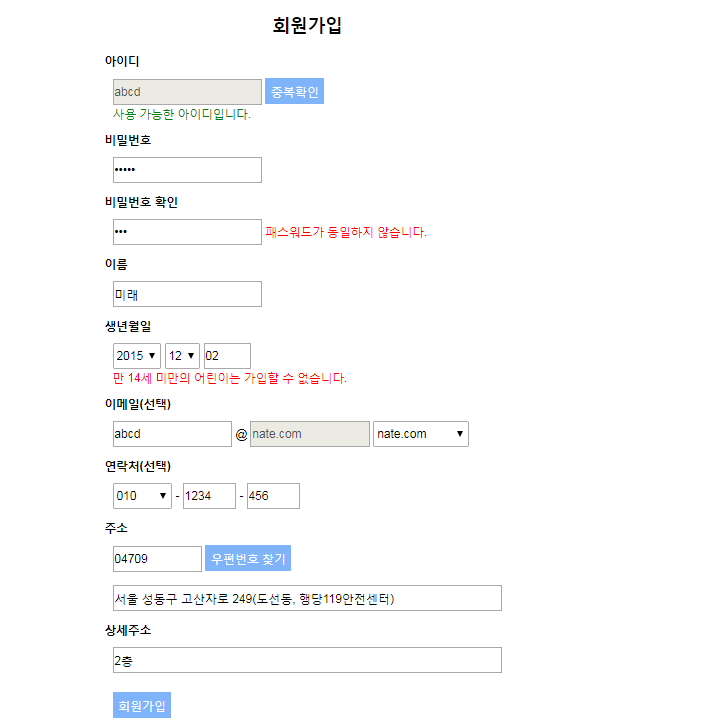 회원가입
아이디
abcd 중복확인
사용 가능한 아이디입니다.
비밀번호
•••••
비밀번호 확인
••• 패스워드가 동일하지 않습니다.
이름
미래
생년월일
2015 ▼ 12 ▼ 02
만 14세 미만의 어린이는 가입할 수 없습니다.
이메일(선택)
abcd @ nate.com nate.com ▼
연락처(선택)
010 ▼ - 1234 - 456
주소
04709 우편번호 찾기
서울 성동구 고산자로 249(도선동, 행당119안전센터)
상세주소
2층
회원가입